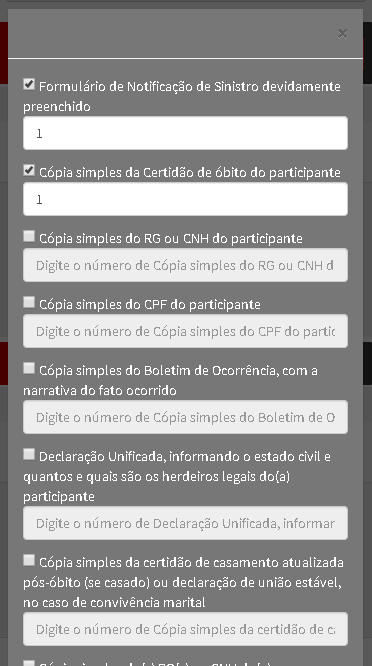 ×
Formulário de Notificação de Sinistro devidamente
preenchido
1
Cópia simples da Certidão de óbito do participante
1
Cópia simples do RG ou CNH do participante
Digite o número de Cópia simples do RG ou CNH d
Cópia simples do CPF do participante
Digite o número de Cópia simples do CPF do partic
Cópia simples do Boletim de Ocorrência, com a
narrativa do fato ocorrido
Digite o número de Cópia simples do Boletim de O
Declaração Unificada, informando o estado civil e
quantos e quais são os herdeiros legais do(a)
participante
Digite o número de Declaração Unificada, informar
Cópia simples da certidão de casamento atualizada
pós-óbito (se casado) ou declaração de união estável,
no caso de convivência marital
Digite o número de Cópia simples da certidão de ca